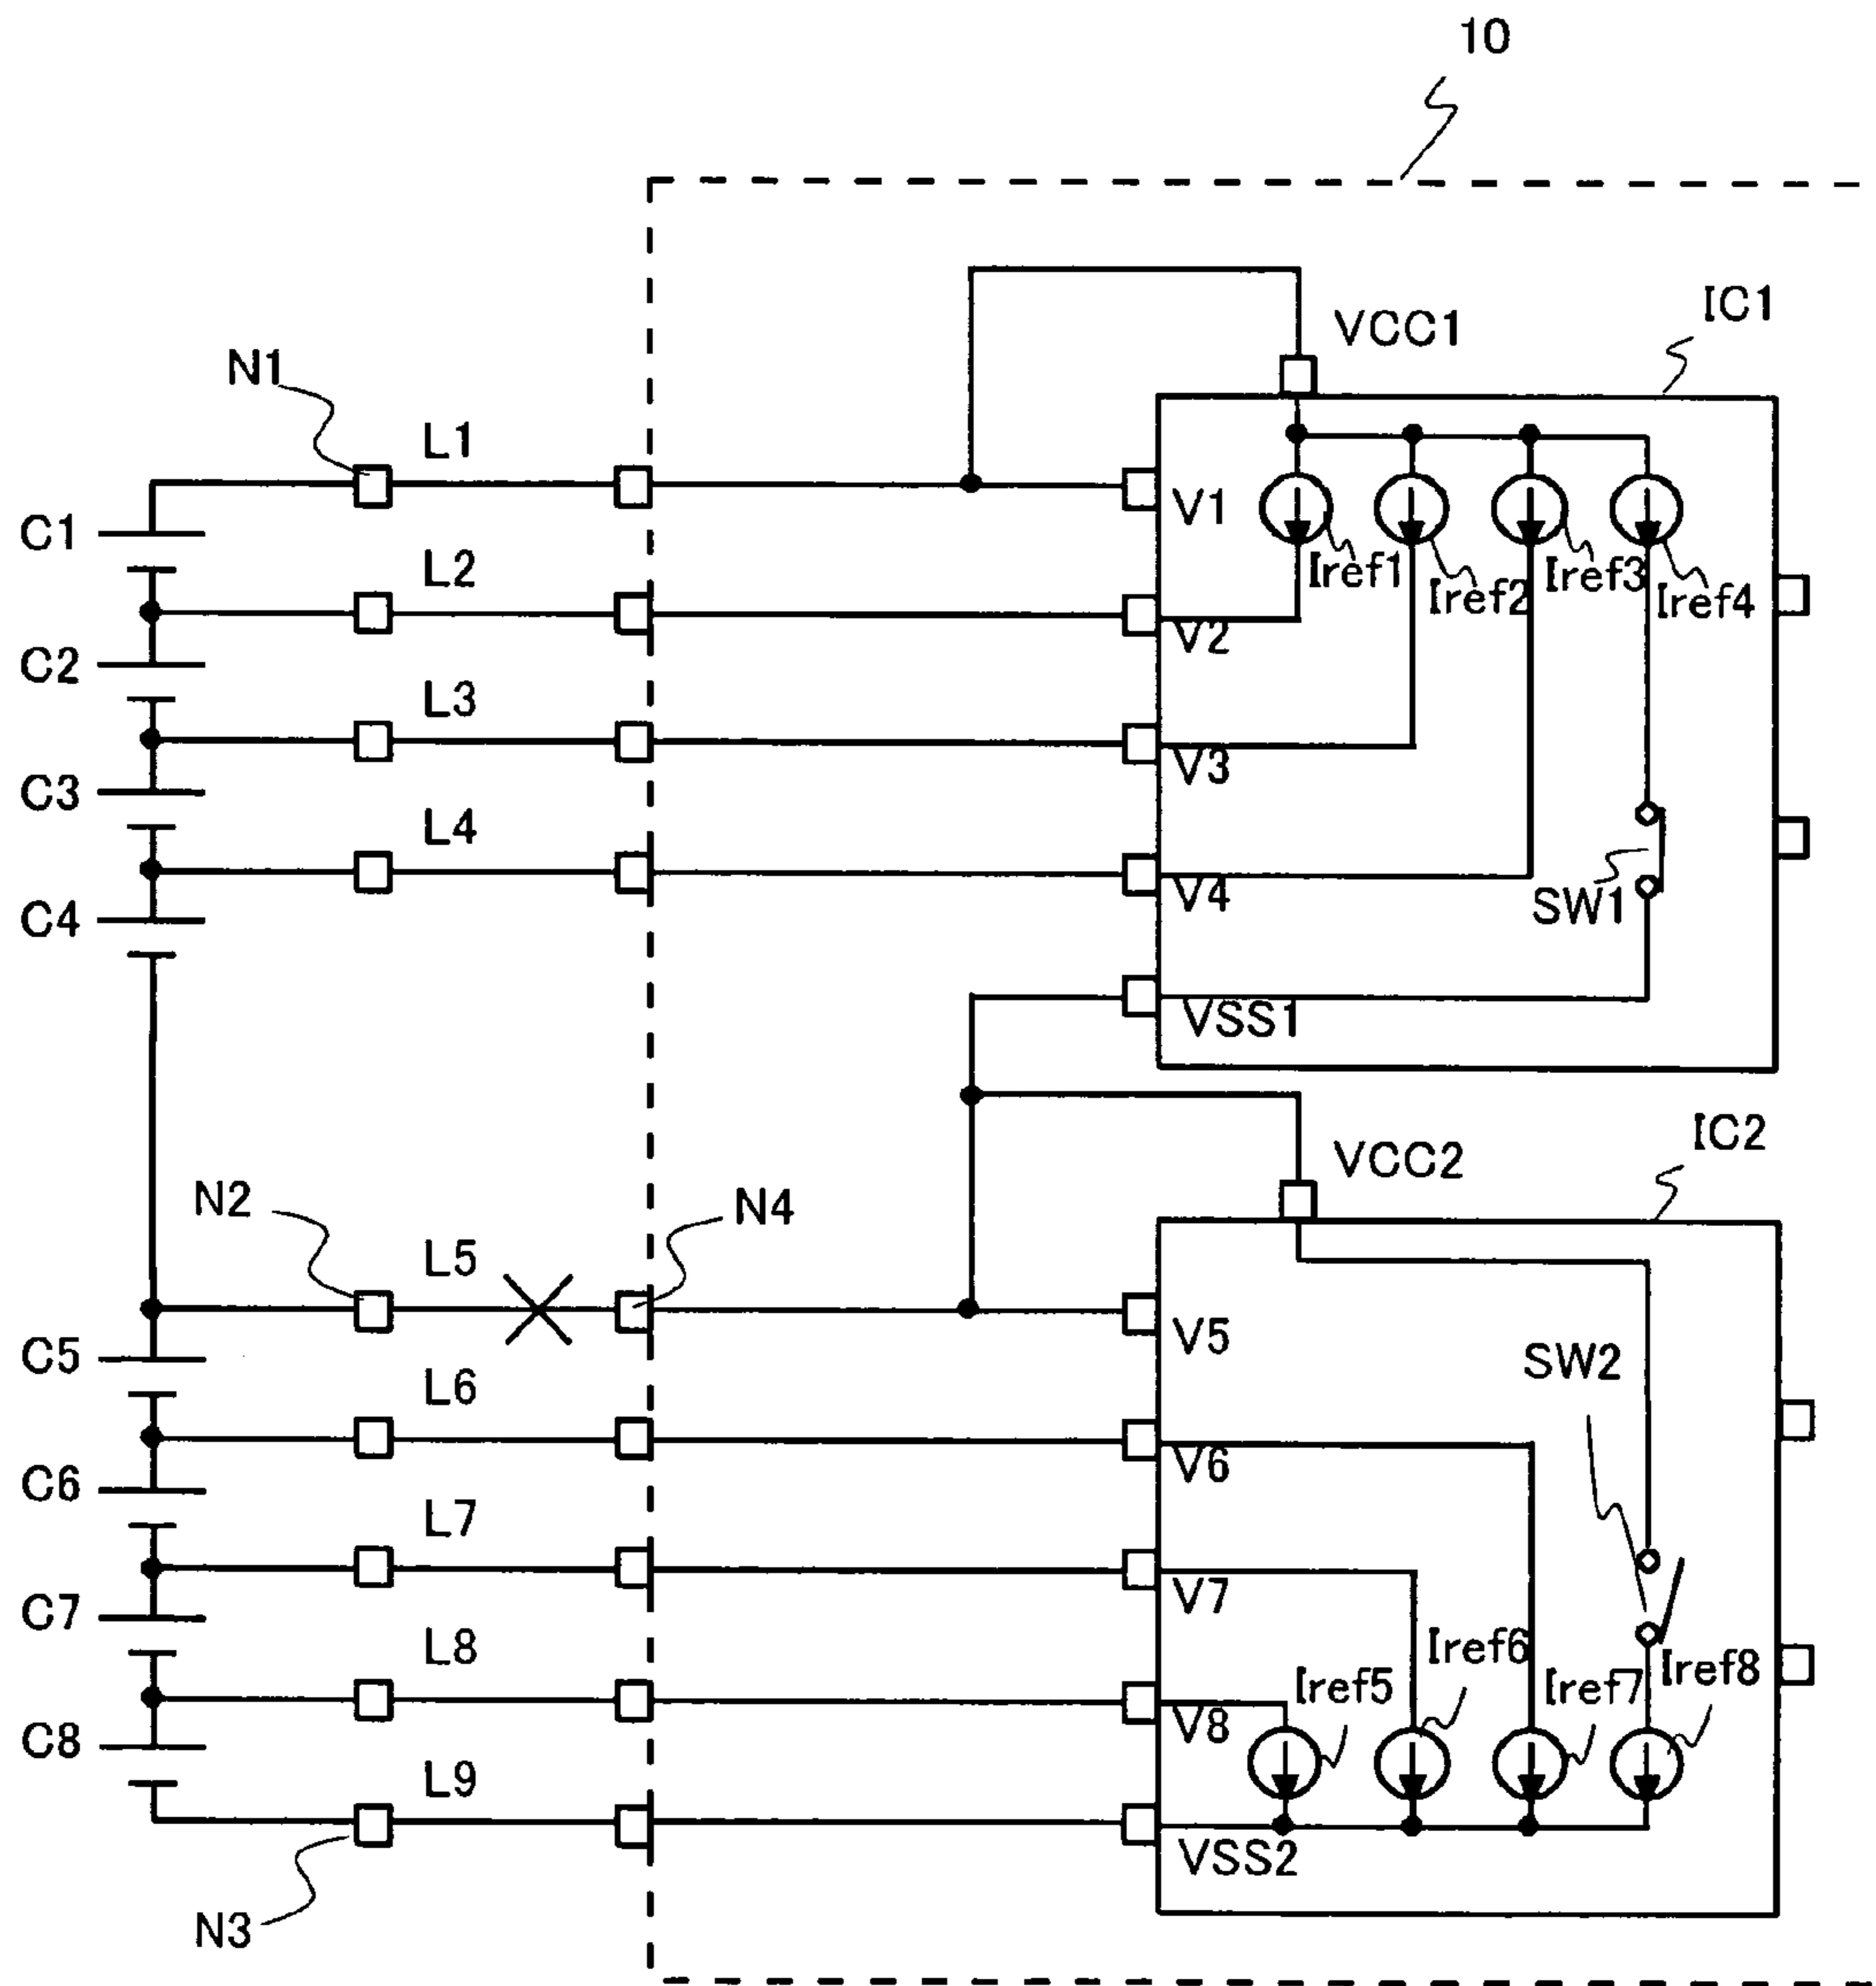 10
IC1
VCC1
N1
L1
V1
C1
Iref1
Iref2
Iref3
Iref4
L2
V2
C2
L3
V3
C3
L4
V4
SW1
C4
VSS1
IC2
VCC2
N2
N4
L5
V5
SW2
C5
L6
V6
C6
L7
V7
C7
Iref6
L8
Iref5
Iref7
Iref8
V8
C8
L9
VSS2
N3